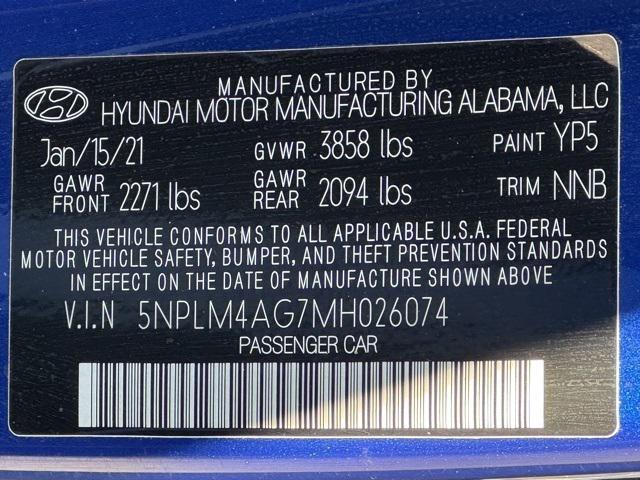 MANUFACTURED BY
HYUNDAI MOTOR MANUFACTURING ALABAMA, LLC
Jan/15/21 GVWR 3858 lbs PAINT YP5
GAWR FRONT 2271 lbs GAWR REAR 2094 lbs TRIM NNB
THIS VEHICLE CONFORMS TO ALL APPLICABLE U.S.A. FEDERAL
MOTOR VEHICLE SAFETY, BUMPER, AND THEFT PREVENTION STANDARDS
IN EFFECT ON THE DATE OF MANUFACTURE SHOWN ABOVE
V.I.N 5NPLM4AG7MH026074
PASSENGER CAR